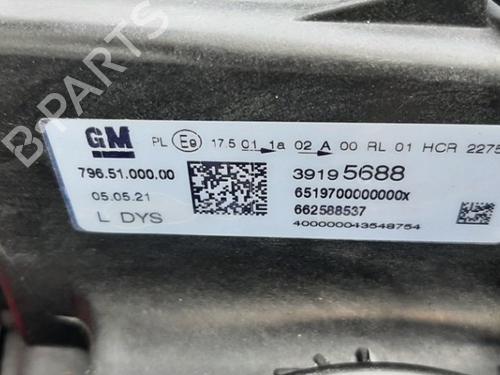 B-PARTS
GM PL E9 17.5 01 1a 02 A 00 RL 01 HCR 2275
796.51.000.00
05.05.21
L DYS
39195688
6519700000000X
662588537
400000043548754